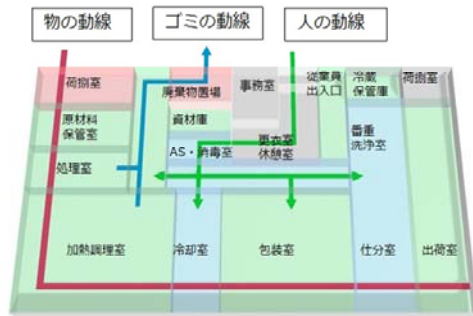 物の動線
ゴミの動線
人の動線
荷捌室
廃棄物置場
事務室
従業員
出入口
冷蔵
保管庫
荷捌室
原材料
保管室
資材庫
AS・消毒室
更衣室
休憩室
番重
洗浄室
処理室
加熱調理室
冷却室
包装室
仕分室
出荷室